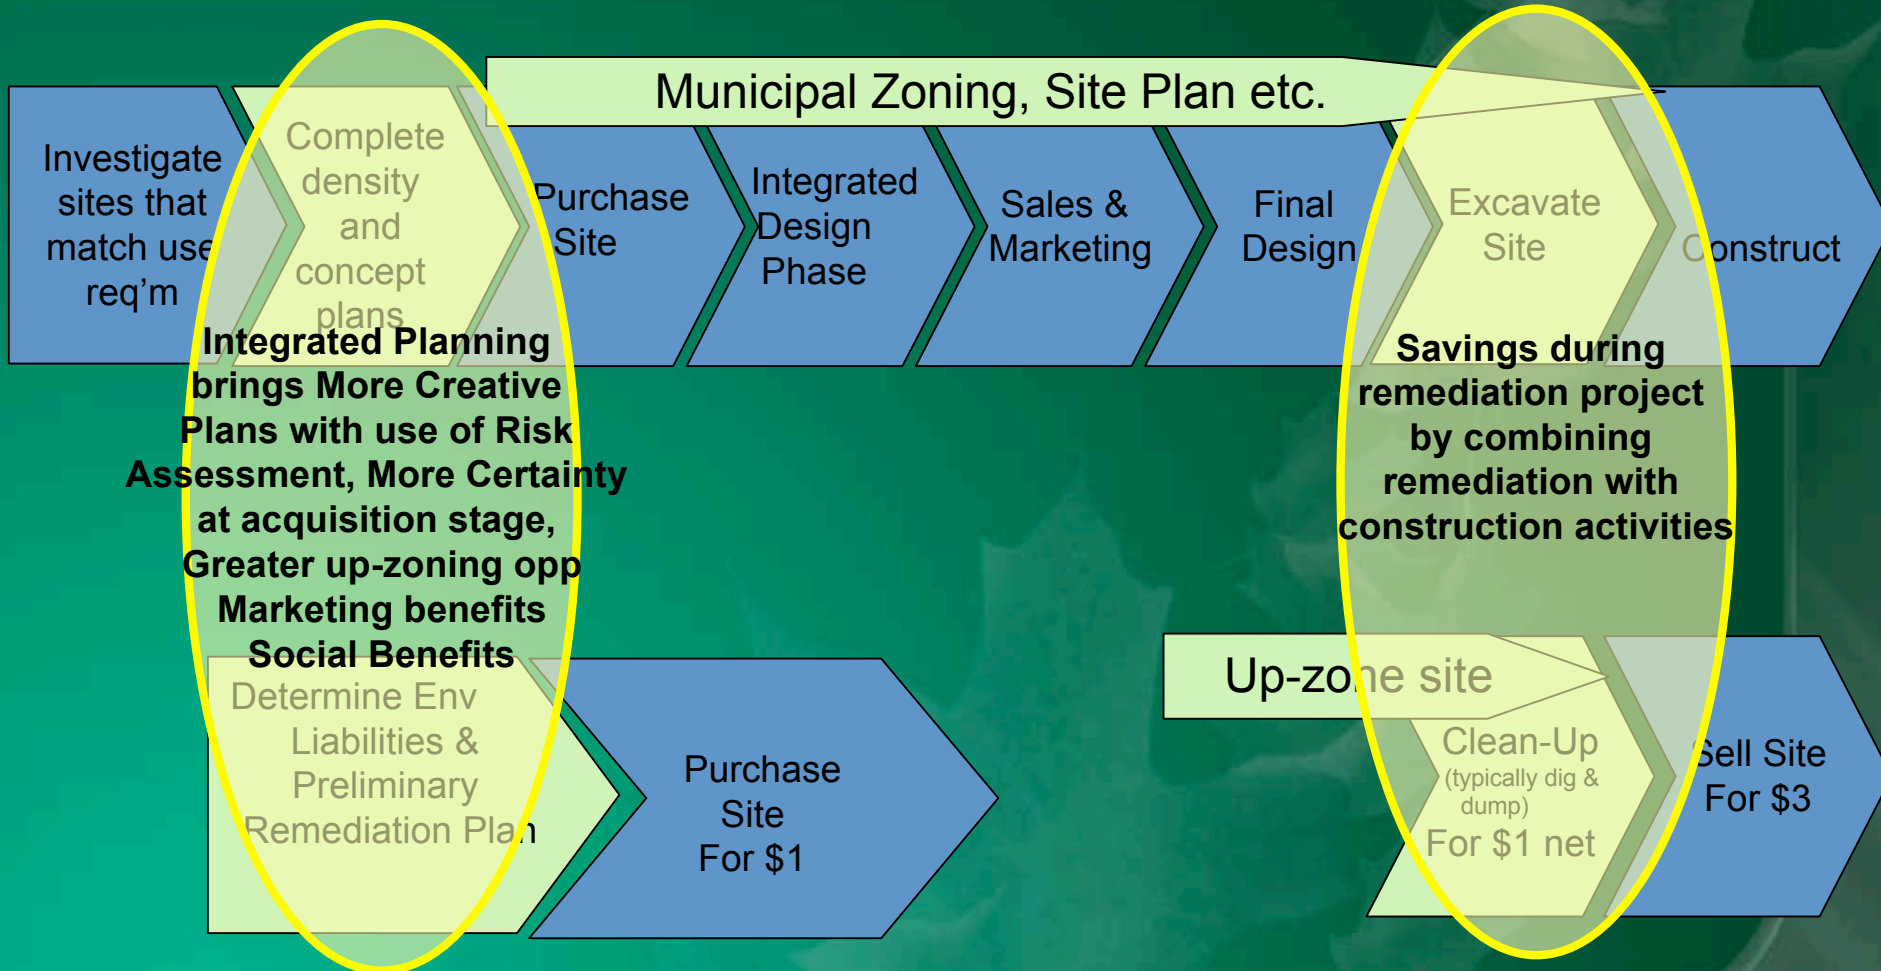 Municipal Zoning, Site Plan etc.
Investigate
sites that
match use
req’m
Complete
density
and
concept
plans
Purchase
Site
Integrated
Design
Phase
Sales &
Marketing
Final
Design
Excavate
Site
Construct
Integrated Planning
brings More Creative
Plans with use of Risk
Assessment, More Certainty
at acquisition stage,
Greater up-zoning opp
Marketing benefits
Social Benefits
Savings during
remediation project
by combining
remediation with
construction activities
Determine Env
Liabilities &
Preliminary
Remediation Plan
Purchase
Site
For $1
Up-zone site
Clean-Up
(typically dig &
dump)
For $1 net
Sell Site
For $3